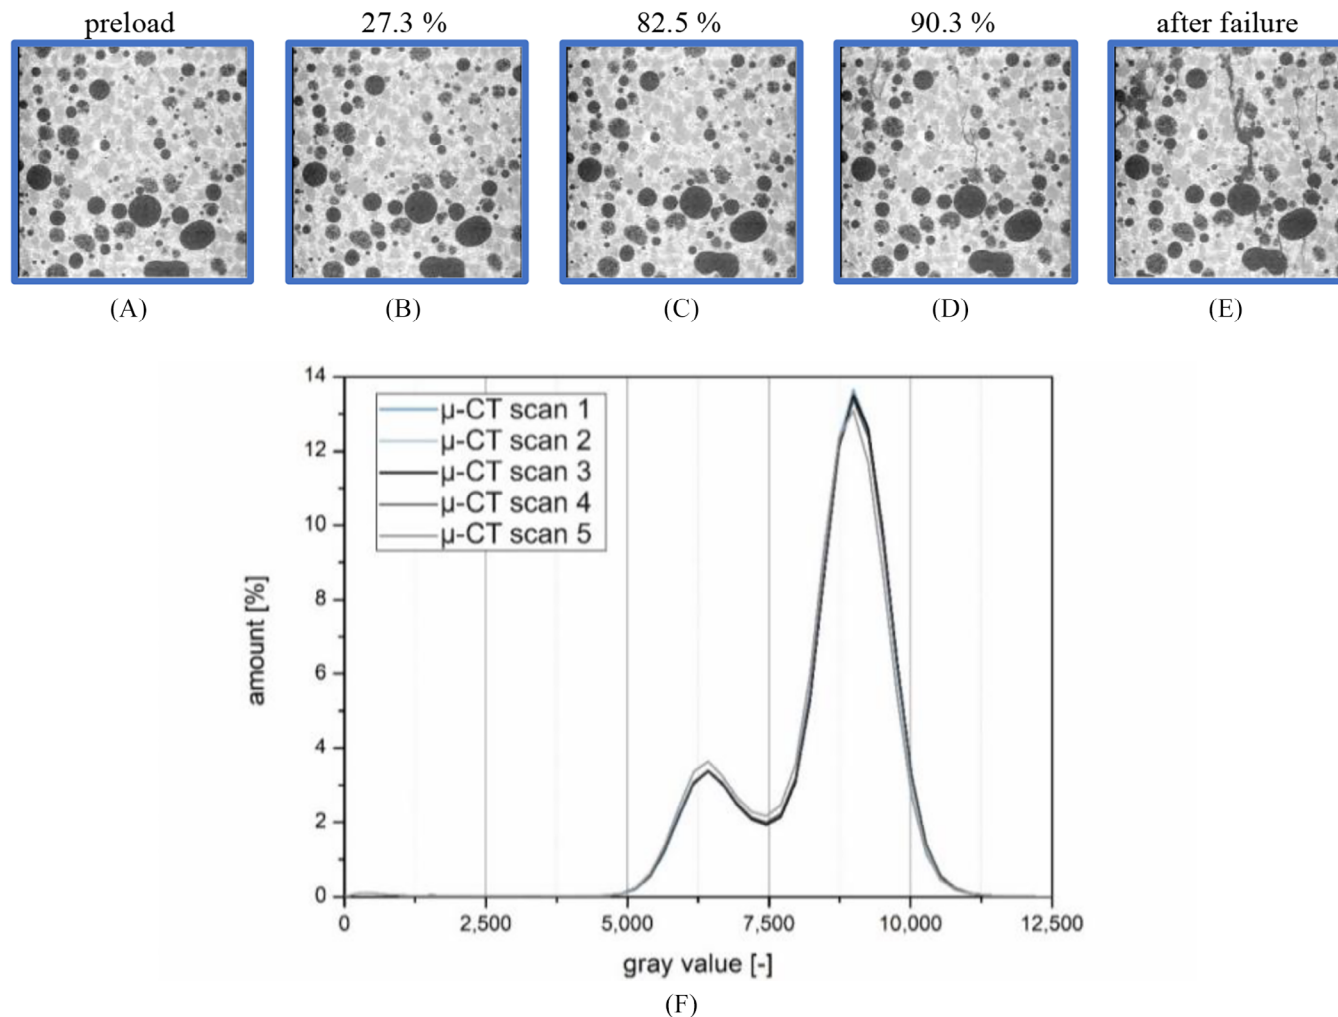 preload 27.3 % 82.5 % 90.3 % after failure
(A) (B) (C) (D) (E)
14
12
10
8
6
4
2
0
amount [%]
μ-CT scan 1
μ-CT scan 2
μ-CT scan 3
μ-CT scan 4
μ-CT scan 5
0 2,500 5,000 7,500 10,000 12,500
gray value [-]
(F)